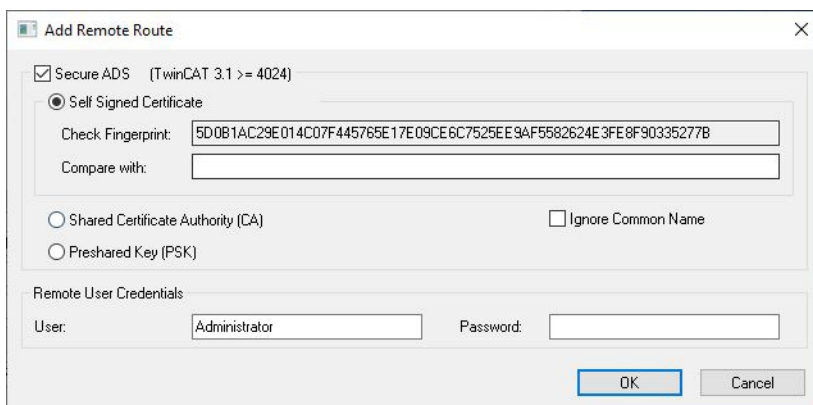 Add Remote Route
Secure ADS (TwinCAT 3.1 >= 4024)
Self Signed Certificate
Check Fingerprint: 5D0B1AC29E014C07F445765E17E09CE6C7525EE9AF5582624E3FE8F90335277B
Compare with:
Shared Certificate Authority (CA) Ignore Common Name
Preshared Key (PSK)
Remote User Credentials
User: Administrator Password:
OK Cancel